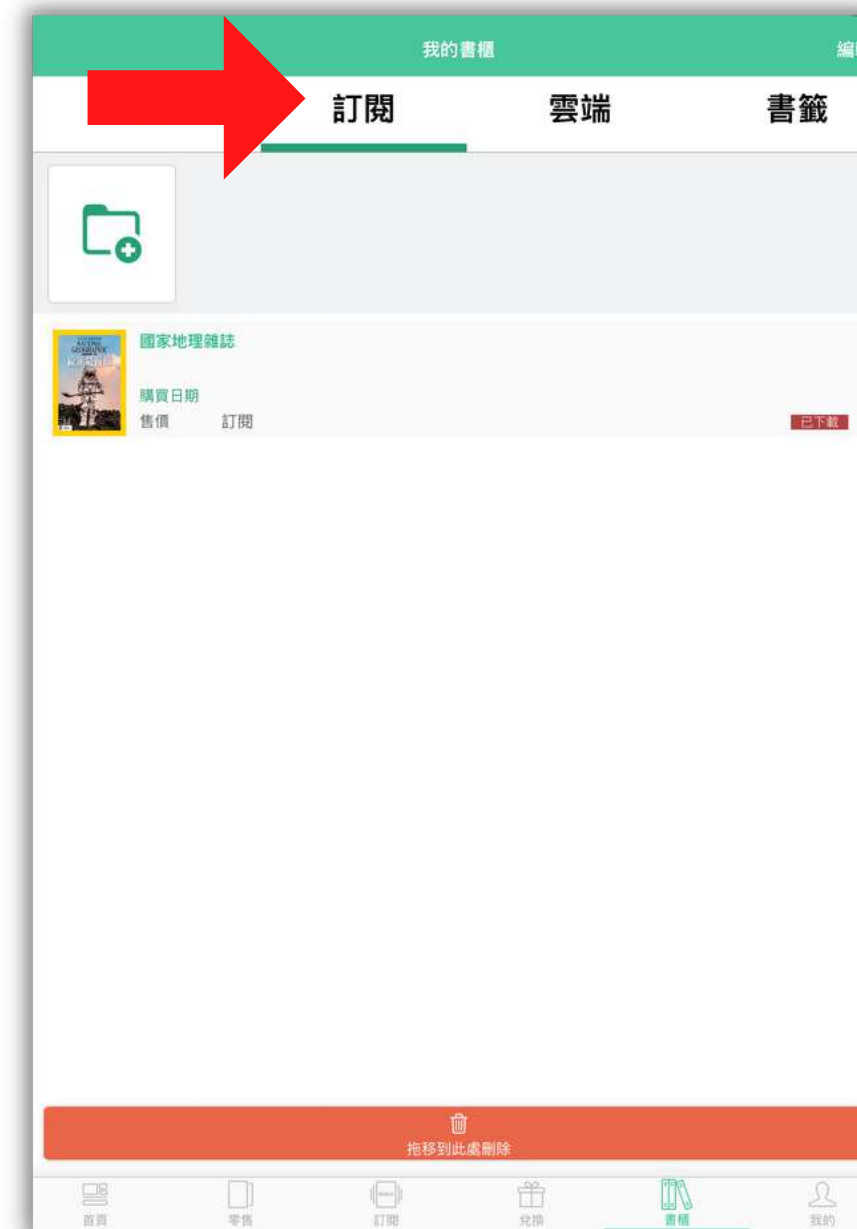 我的書櫃
訂閱
雲端
書籤
國家地理雜誌
購買日期
售價 訂閱
已下載
拖移到此處刪除
首頁
零售
訂閱
兌換
書櫃
我的